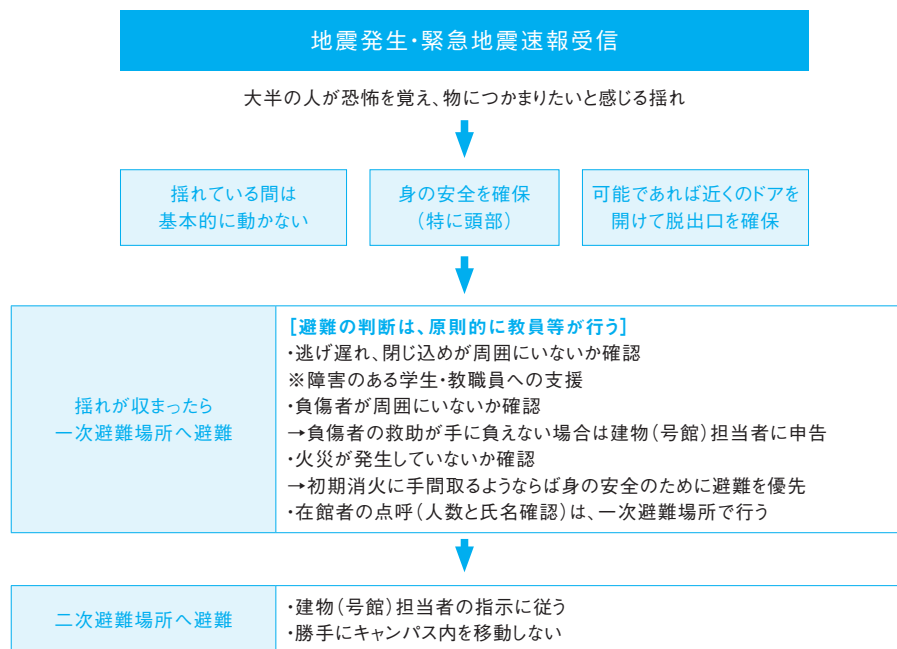 地震発生・緊急地震速報受信
大半の人が恐怖を覚え、物につかまりたいと感じる揺れ
揺れている間は
基本的に動かない
身の安全を確保
（特に頭部）
可能であれば近くのドアを
開けて脱出口を確保
揺れが収まったら
一次避難場所へ避難
［避難の判断は、原則的に教員等が行う］
・逃げ遅れ、閉じ込めが周囲にいないか確認
※障害のある学生・教職員への支援
・負傷者が周囲にいないか確認
→負傷者の救助が手に負えない場合は建物（号館）担当者に申告
・火災が発生していないか確認
→初期消火に手間取るようならば身の安全のために避難を優先
・在館者の点呼（人数と氏名確認）は、一次避難場所で行う
二次避難場所へ避難
・建物（号館）担当者の指示に従う
・勝手にキャンパス内を移動しない